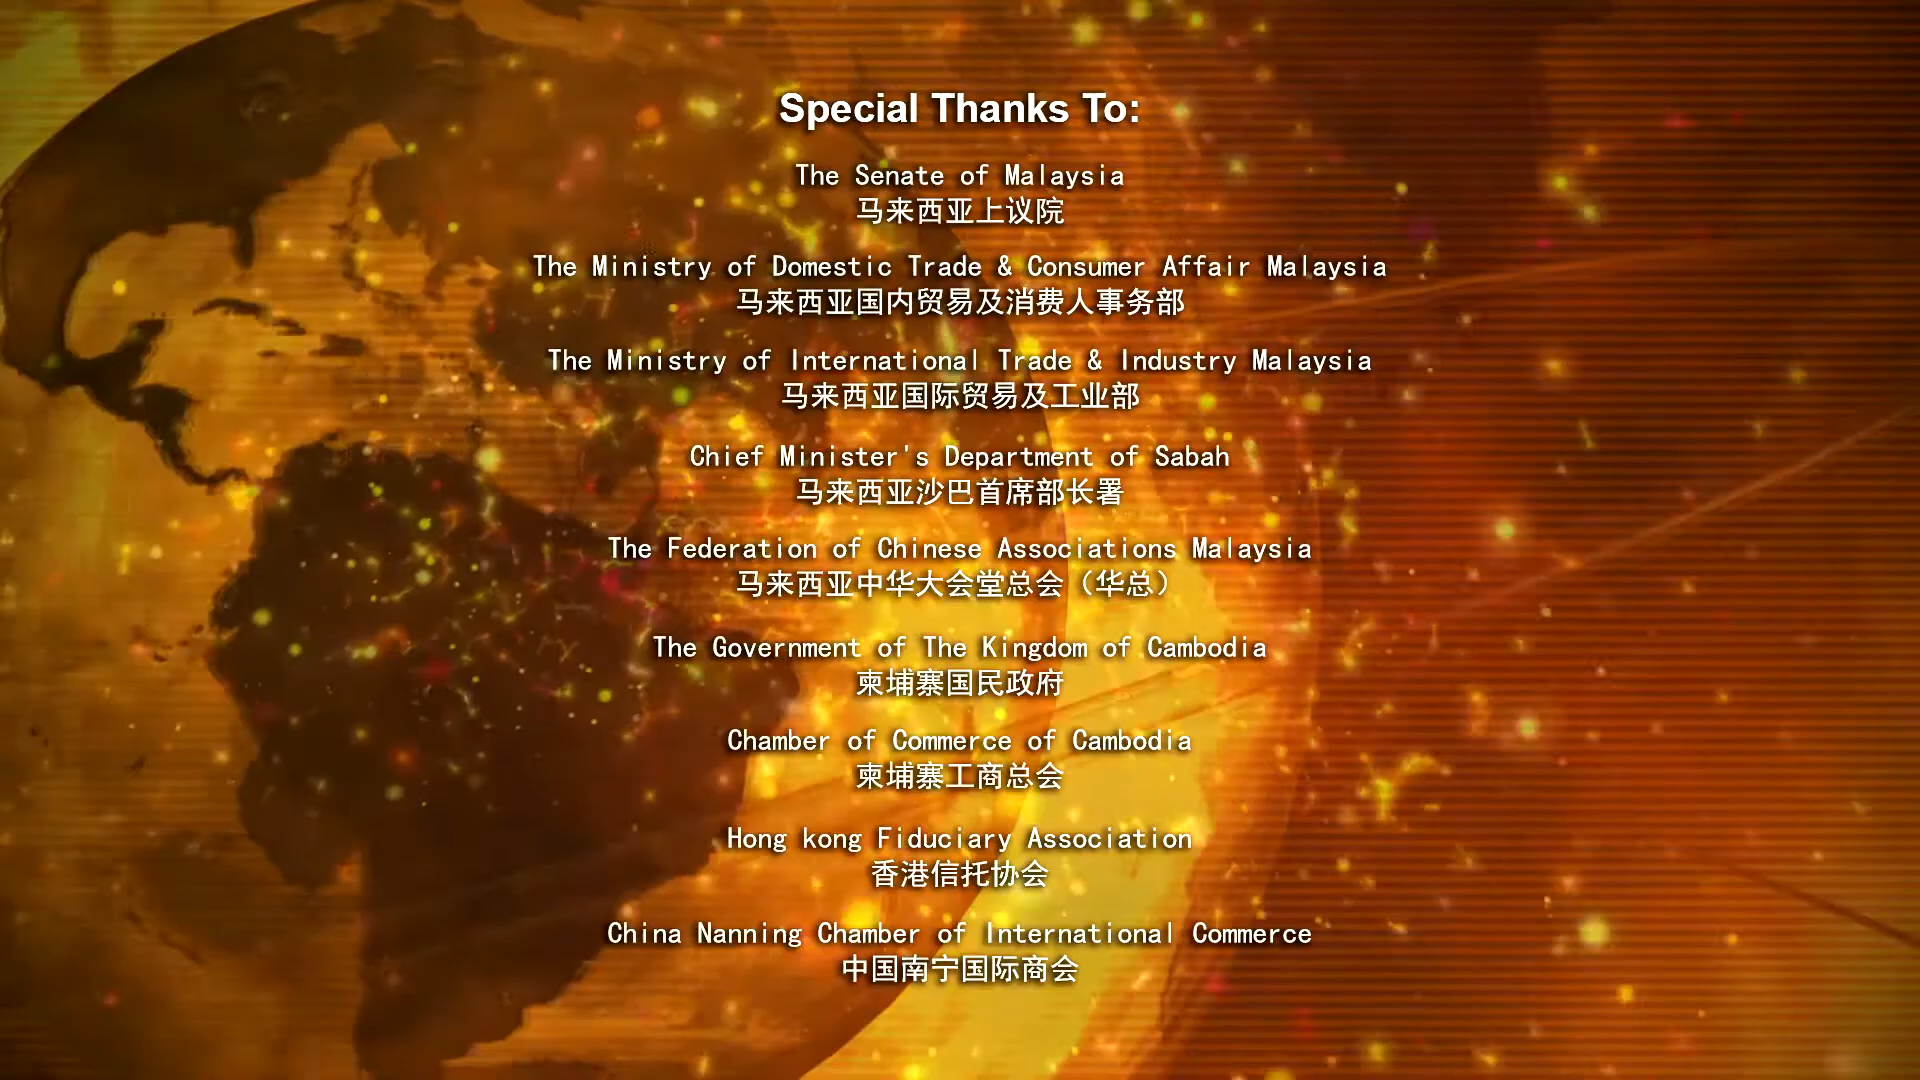 Special Thanks To:
The Senate of Malaysia
马来西亚上议院
The Ministry of Domestic Trade & Consumer Affair Malaysia
马来西亚国内贸易及消费人事务部
The Ministry of International Trade & Industry Malaysia
马来西亚国际贸易及工业部
Chief Minister's Department of Sabah
马来西亚沙巴首席部长署
The Federation of Chinese Associations Malaysia
马来西亚中华大会堂总会（华总）
The Government of The Kingdom of Cambodia
柬埔寨国民政府
Chamber of Commerce of Cambodia
柬埔寨工商总会
Hong kong Fiduciary Association
香港信托协会
China Nanning Chamber of International Commerce
中国南宁国际商会